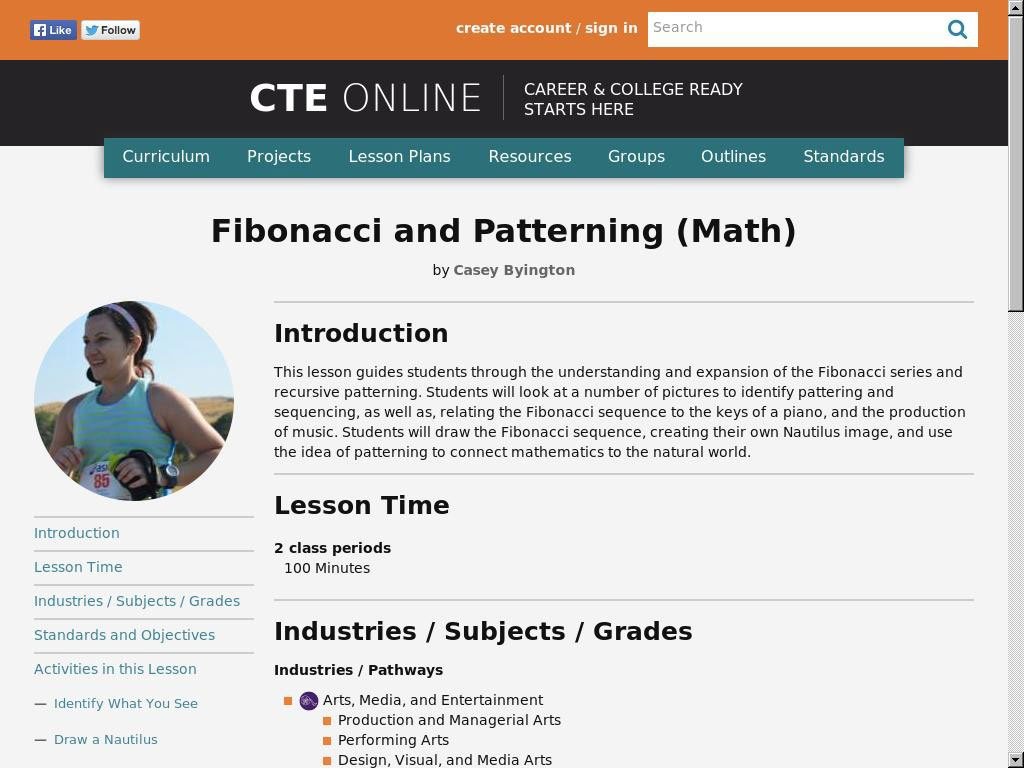 Like
Follow
create account / sign in
Search
CTE ONLINE
CAREER & COLLEGE READY
STARTS HERE
Curriculum Projects Lesson Plans Resources Groups Outlines Standards
Fibonacci and Patterning (Math)
by Casey Byington
85
Introduction
Lesson Time
Industries / Subjects / Grades
Standards and Objectives
Activities in this Lesson
— Identify What You See
— Draw a Nautilus
Introduction
This lesson guides students through the understanding and expansion of the Fibonacci series and
recursive patterning. Students will look at a number of pictures to identify pattering and
sequencing, as well as, relating the Fibonacci sequence to the keys of a piano, and the production
of music. Students will draw the Fibonacci sequence, creating their own Nautilus image, and use
the idea of patterning to connect mathematics to the natural world.
Lesson Time
2 class periods
100 Minutes
Industries / Subjects / Grades
Industries / Pathways
Arts, Media, and Entertainment
Production and Managerial Arts
Performing Arts
Design, Visual, and Media Arts